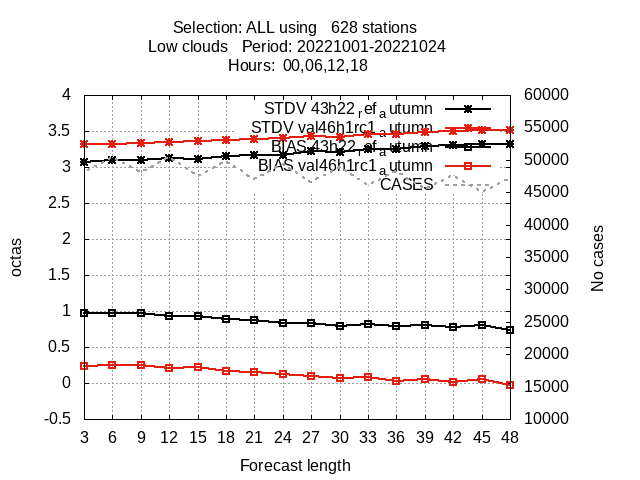 Selection: ALL using   628 stations
Low clouds   Period: 20221001-20221024
Hours:  00,06,12,18
4
3.5
3
2.5
2
1.5
1
0.5
0
-0.5
octas
60000
55000
50000
45000
40000
35000
30000
25000
20000
15000
10000
No cases
STDV 43h22_ref_autumn
STDV val46h1rc1_autumn
BIAS 43h22_ref_autumn
BIAS val46h1rc1_autumn
CASES
3 6 9 12 15 18 21 24 27 30 33 36 39 42 45 48
Forecast length